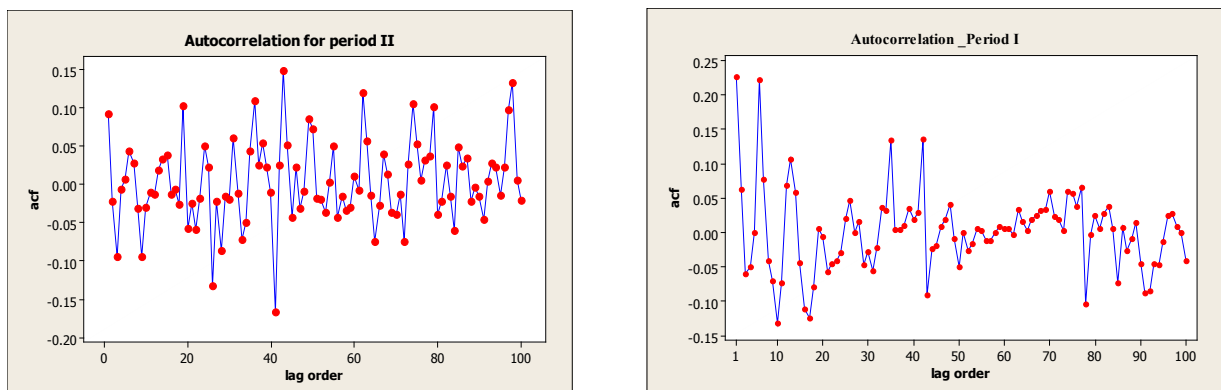 Autocorrelation for period II
0.15
0.10
0.05
0.00
-0.05
-0.10
-0.15
-0.20
acf
0 20 40 60 80 100
lag order
Autocorrelation _Period I
0.25
0.20
0.15
0.10
0.05
0.00
-0.05
-0.10
-0.15
acf
1 10 20 30 40 50 60 70 80 90 100
lag order